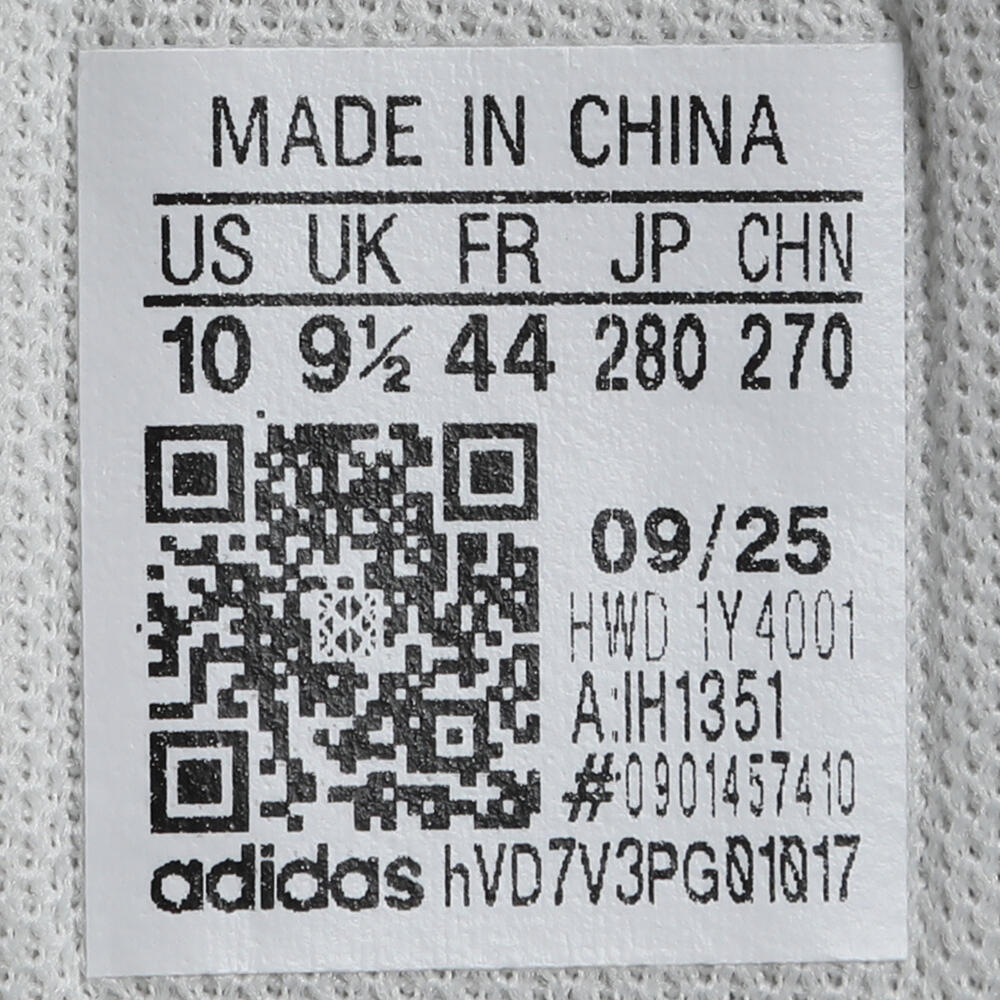 MADE IN CHINA
US UK FR JP CHN
10 9½ 44 280 270
09/25
HWD 1Y4001
A:IH1351
#:0901457410
adidas hVD7V3PG01017